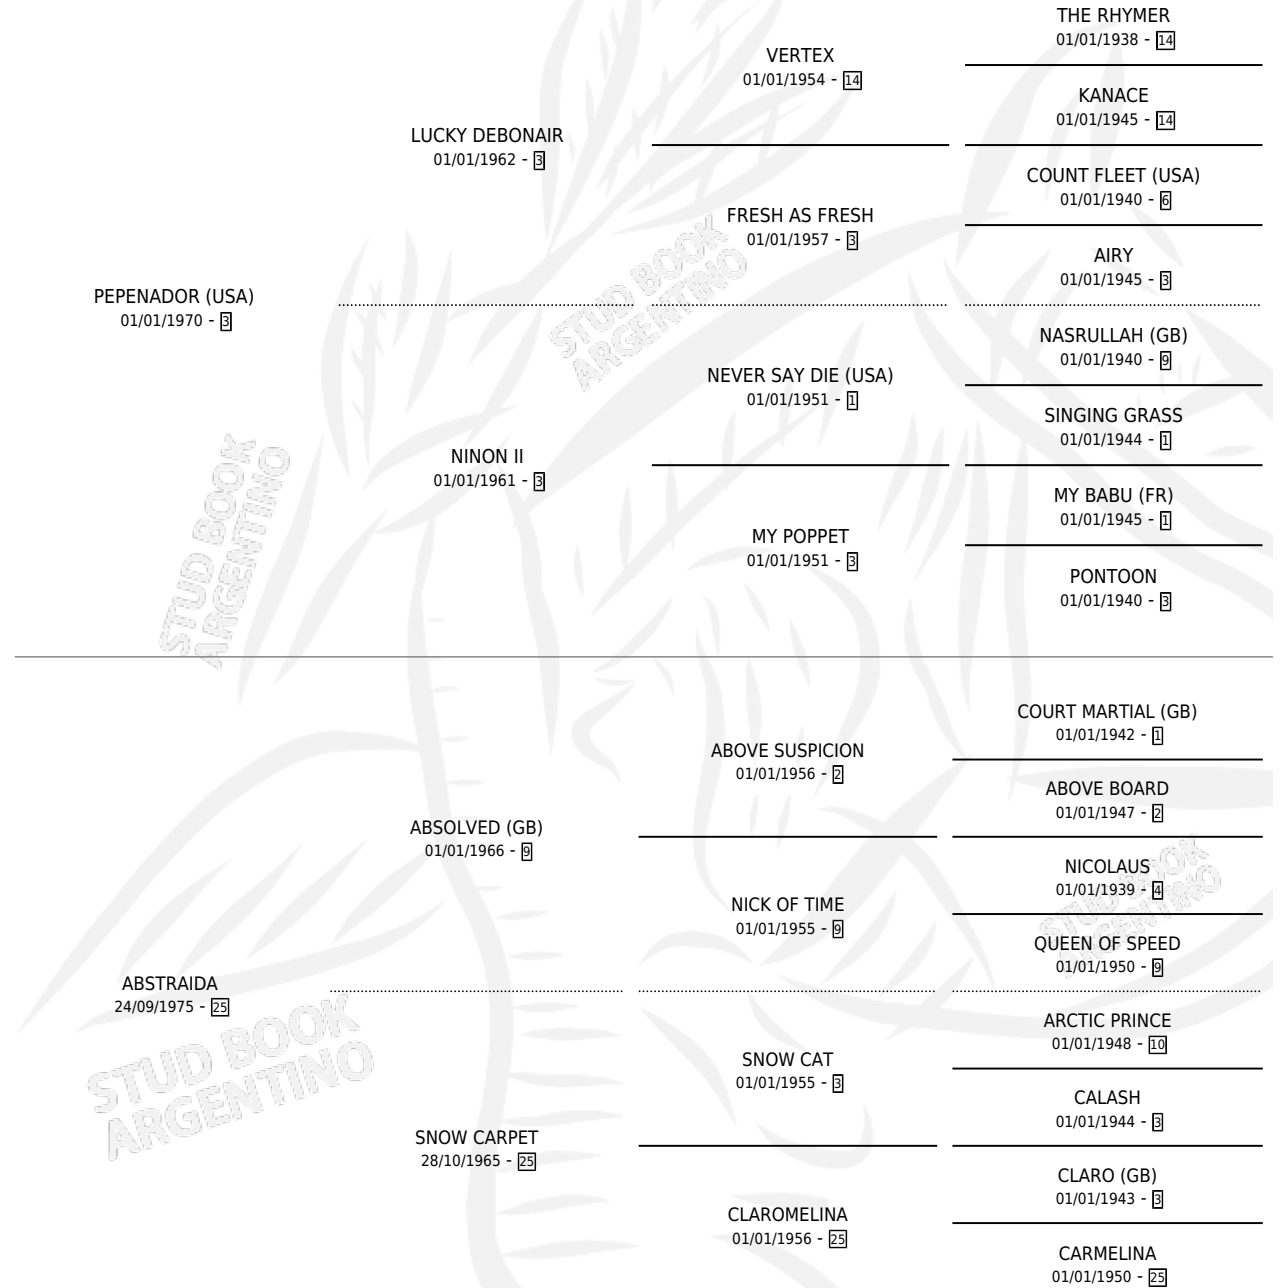 THE RHYMER
01/01/1938 - 14
VERTEX
01/01/1954 - 14
KANACE
01/01/1945 - 14
LUCKY DEBONAIR
01/01/1962 - 3
COUNT FLEET (USA)
01/01/1940 - 6
FRESH AS FRESH
01/01/1957 - 3
AIRY
01/01/1945 - 3
PEPENADOR (USA)
01/01/1970 - 3
NASRULLAH (GB)
01/01/1940 - 9
NEVER SAY DIE (USA)
01/01/1951 - 1
SINGING GRASS
01/01/1944 - 1
NINON II
01/01/1961 - 3
MY BABU (FR)
01/01/1945 - 1
MY POPPET
01/01/1951 - 3
PONTOON
01/01/1940 - 3
COURT MARTIAL (GB)
01/01/1942 - 1
ABOVE SUSPICION
01/01/1956 - 2
ABOVE BOARD
01/01/1947 - 2
ABSOLVED (GB)
01/01/1966 - 9
NICOLAUS
01/01/1939 - 4
NICK OF TIME
01/01/1955 - 9
QUEEN OF SPEED
01/01/1950 - 9
ABSTRAIDA
24/09/1975 - 25
ARCTIC PRINCE
01/01/1948 - 10
SNOW CAT
01/01/1955 - 3
CALASH
01/01/1944 - 3
SNOW CARPET
28/10/1965 - 25
CLARO (GB)
01/01/1943 - 3
CLAROMELINA
01/01/1956 - 25
CARMELINA
01/01/1950 - 25
STUD BOOK
ARGENTINO
STUD BOOK
ARGENTINO
STUD BOOK
ARGENTINO
STUD BOOK
ARGENTINO